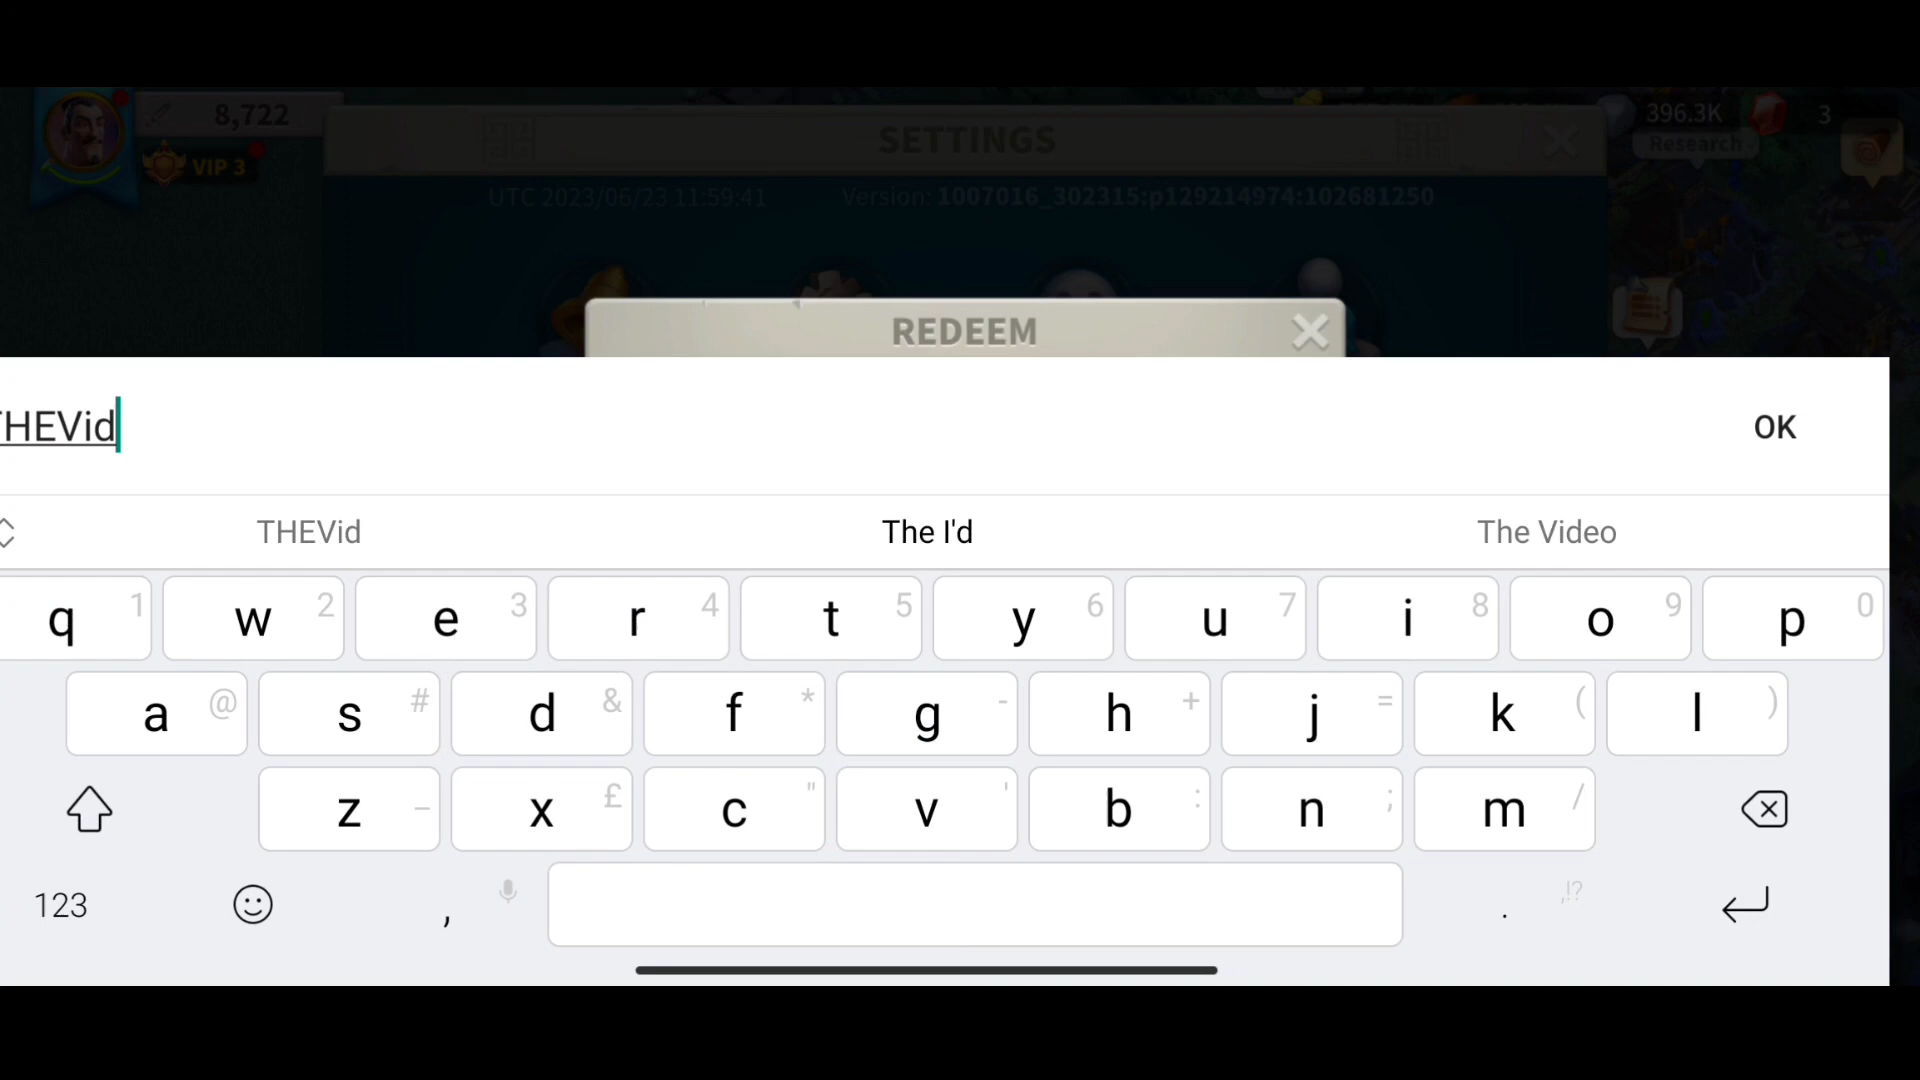 8,722
SETTINGS
396.3K
3
Research
VIP 3
UTC 2023/06/23 11:59:41
Version: 1007016_302315:p129214974:102681250
REDEEM
THEVid
OK
THEVid
The I'd
The Video
q 1 w 2 e 3 r 4 t 5 y 6 u 7 i 8 o 9 p 0
a @ s # d & f * g - h + j = k ( l )
z _ x £ c " v ' b : n ; m /
123 , . ,!?